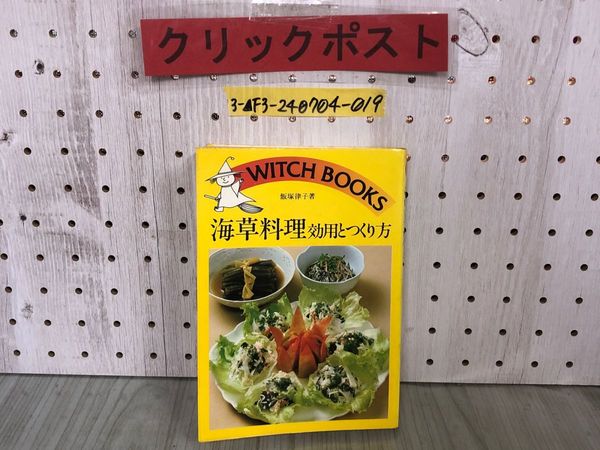 クリックポスト
3-▲F3-240704-019
WITCH BOOKS
飯塚律子著
海草料理効用とつくり方